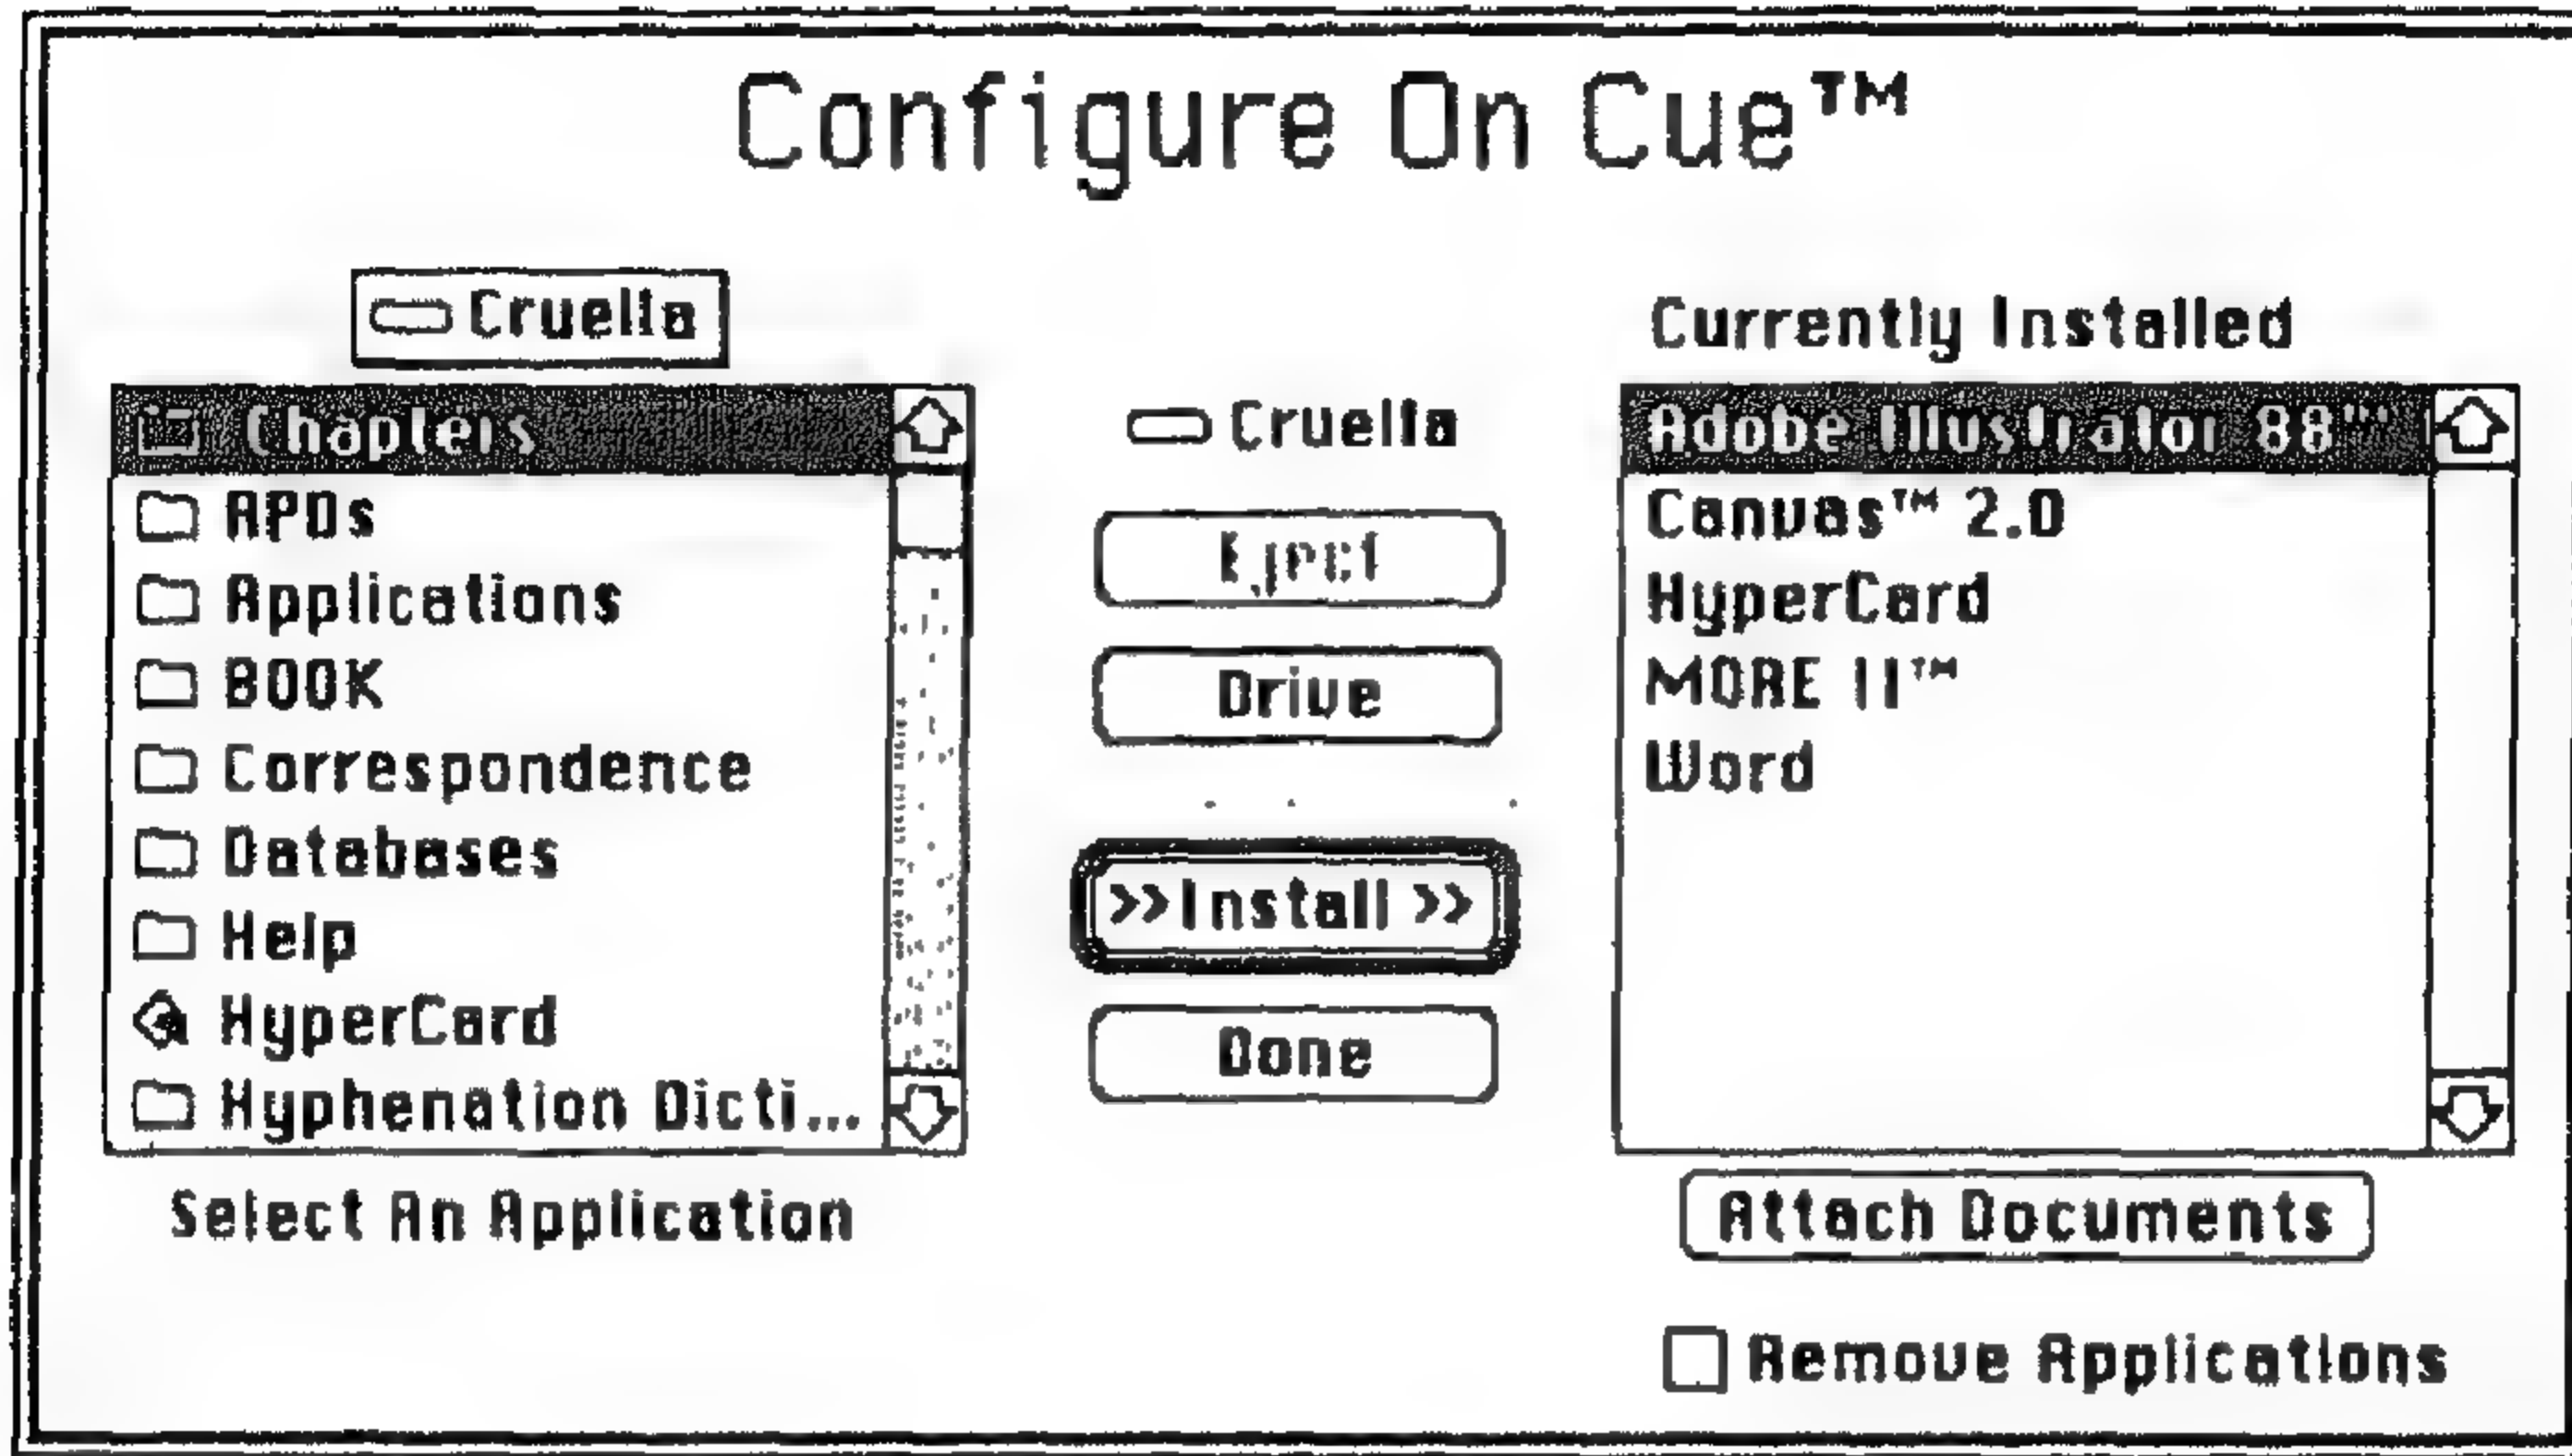 Configure On Cue™
Cruella
Chapters
APDs
Applications
BOOK
Correspondence
Databases
Help
HyperCard
Hyphenation Dicti...
Select An Application
Cruella
Eject
Drive
>>Install >>
Done
Currently Installed
Adobe Illustrator 88™
Canvas™ 2.0
HyperCard
MORE II™
Word
Attach Documents
Remove Applications